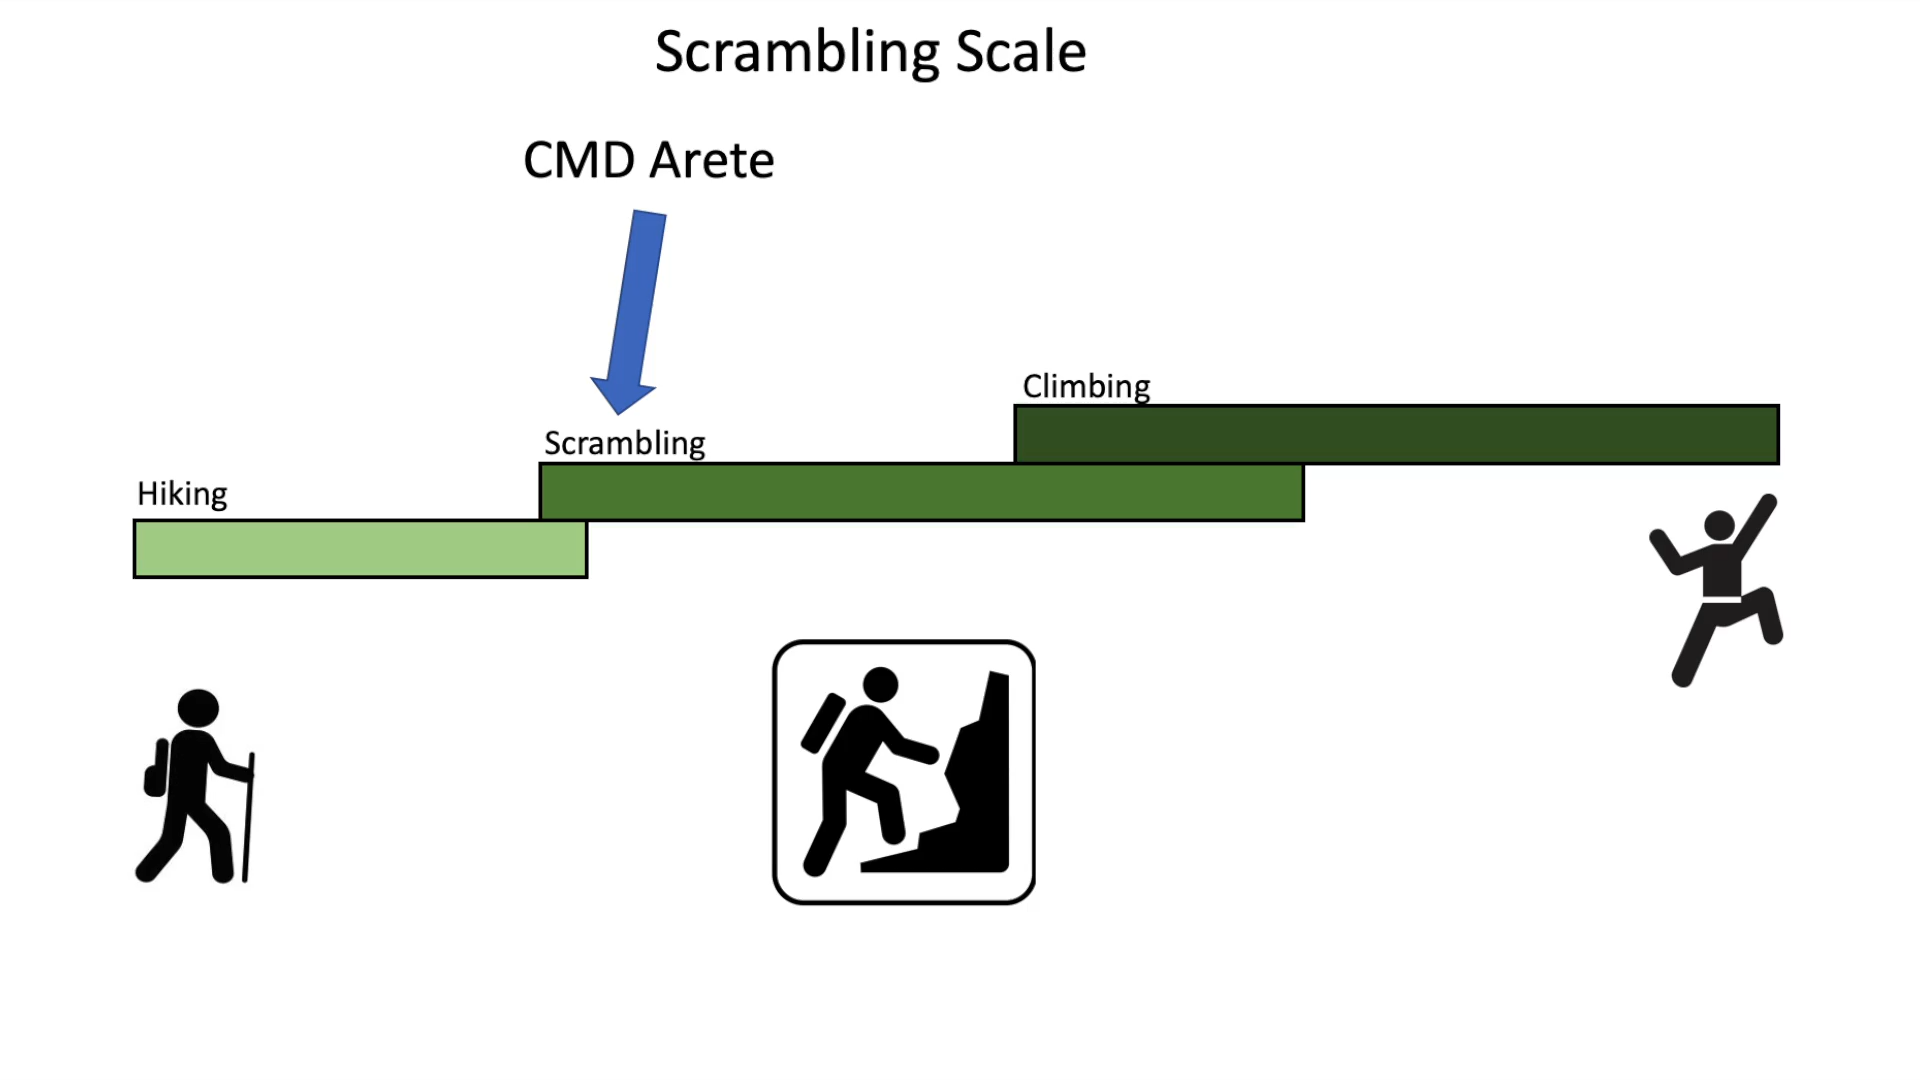 Scrambling Scale
CMD Arete
Climbing
Scrambling
Hiking